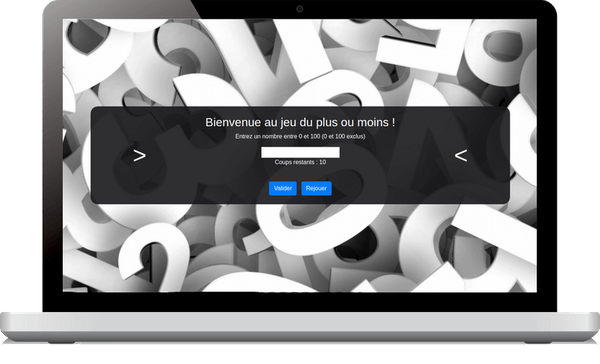 Bienvenue au jeu du plus ou moins !
Entrez un nombre entre 0 et 100 (0 et 100 exclus)
> <
Coups restants : 10
Valider Rejouer